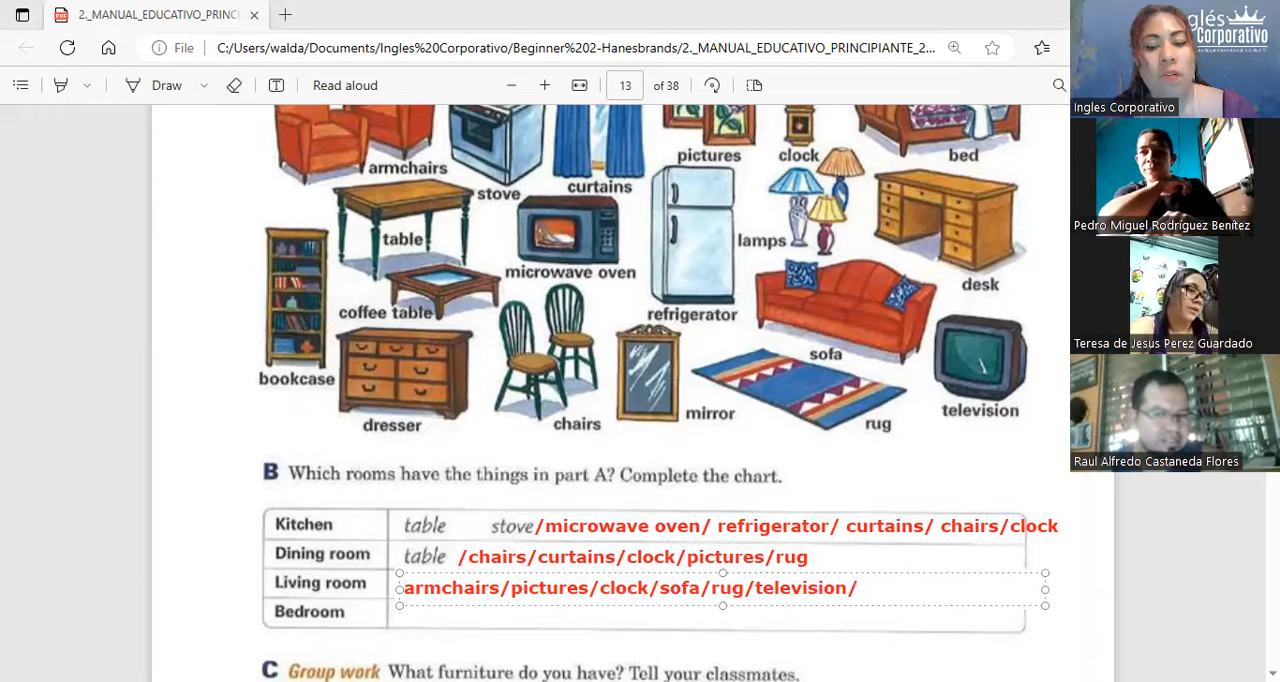 2._MANUAL_EDUCATIVO_PRINCI
File
C:/Users/walda/Documents/Ingles%20Corporativo/Beginner%202-Hanesbrands/2._MANUAL_EDUCATIVO_PRINCIPIANTE_2...
Draw
Read aloud
13 of 38
glés
Corporativo
Ingles Corporativo
Pedro Miguel Rodríguez Benítez
Teresa de Jesus Perez Guardado
Raul Alfredo Castaneda Flores
armchairs
stove
curtains
pictures
clock
bed
table
microwave oven
lamps
desk
coffee table
refrigerator
sofa
bookcase
dresser
chairs
mirror
rug
television
B Which rooms have the things in part A? Complete the chart.
Kitchen table stove/microwave oven/ refrigerator/ curtains/ chairs/clock
Dining room table /chairs/curtains/clock/pictures/rug
Living room armchairs/pictures/clock/sofa/rug/television/
Bedroom
C Group work What furniture do you have? Tell your classmates.